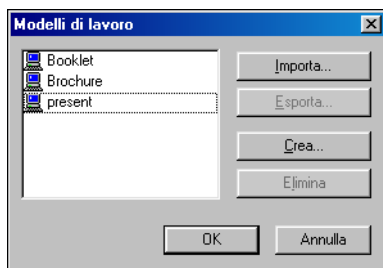 Modelli di lavoro
Booklet
Brochure
present
Importa...
Esporta...
Crea...
Elimina
OK
Annulla